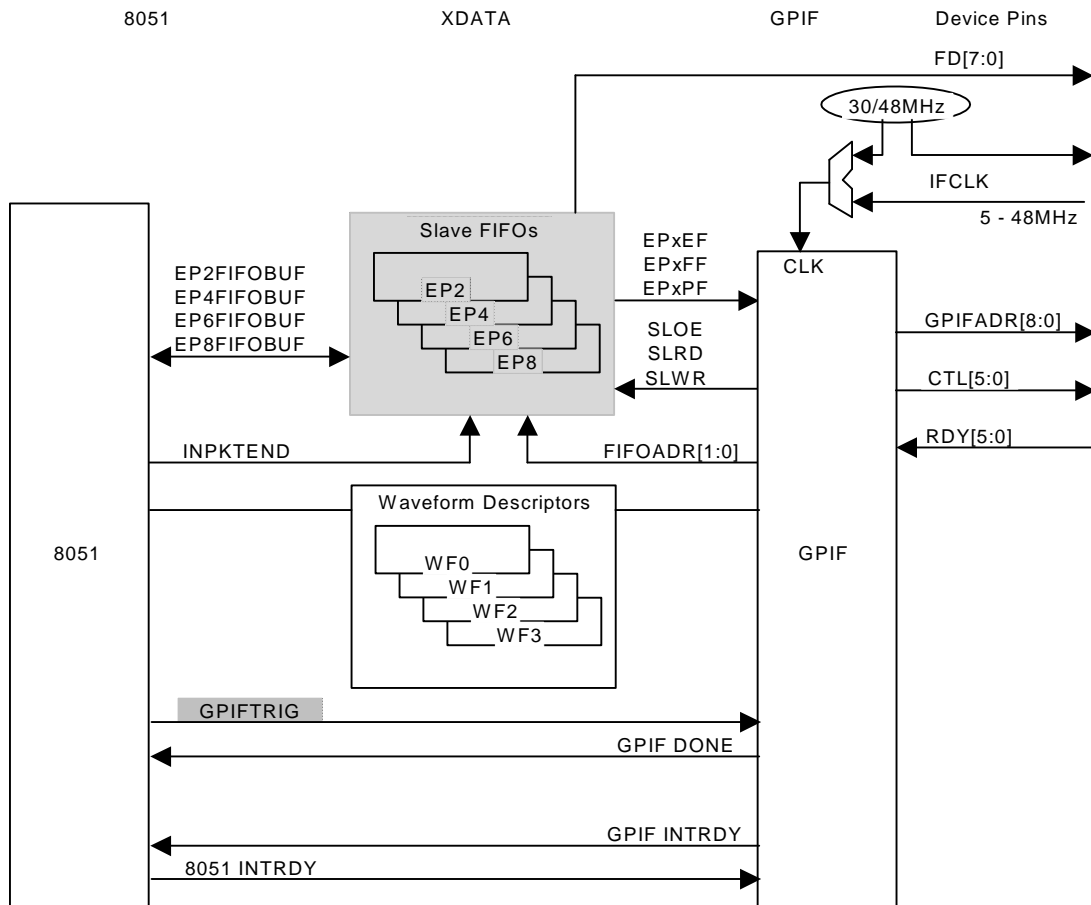 8051 XDATA GPIF Device Pins
FD[7:0]
30/48MHz
IFCLK
5 - 48MHz
Slave FIFOs
EP2
EP4
EP6
EP8
EP2FIFOBUF
EP4FIFOBUF
EP6FIFOBUF
EP8FIFOBUF
EPxEF
EPxFF
EPxPF
SLOE
SLRD
SLWR
CLK
GPIFADR[8:0]
CTL[5:0]
RDY[5:0]
INPKTEND
FIFOADR[1:0]
Waveform Descriptors
WF0
WF1
WF2
WF3
8051
GPIF
GPIFTRIG
GPIF DONE
GPIF INTRDY
8051 INTRDY